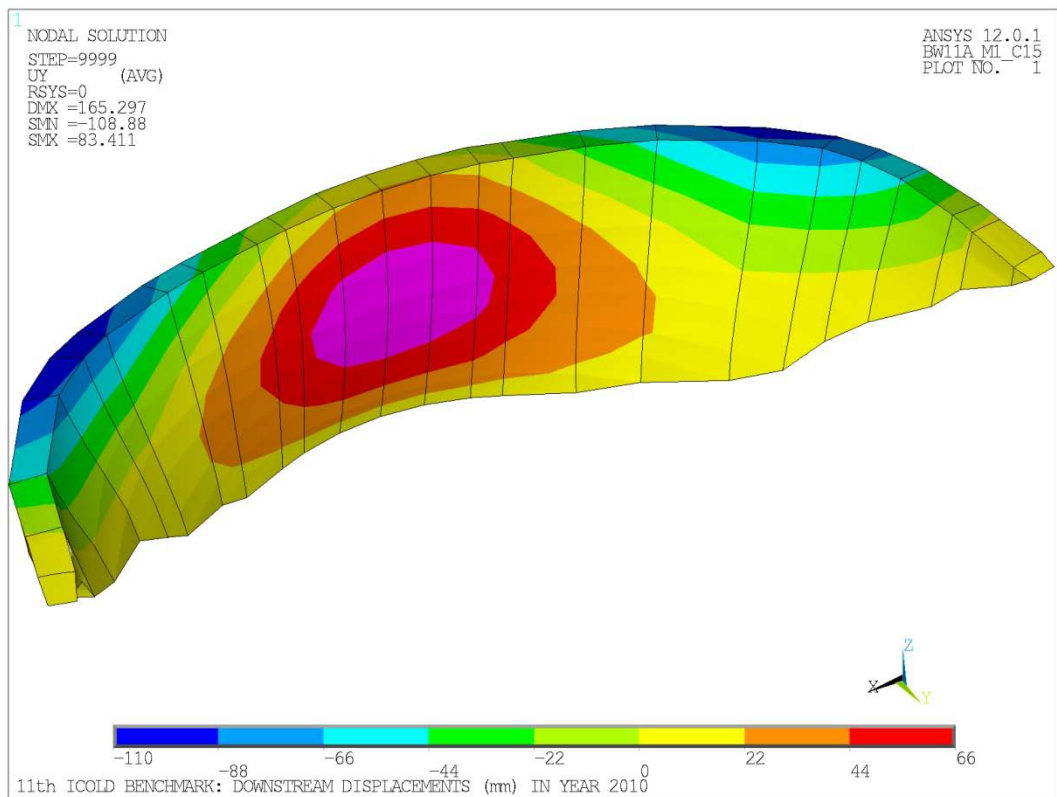 1
NODAL SOLUTION
STEP=9999
UY (AVG)
RSYS=0
DMX =165.297
SMN =-108.88
SMX =83.411
ANSYS 12.0.1
BW11A_M1_C15
PLOT NO. 1
Z
X
Y
-110 -66 -22 22 66
-88 -44 0 44
11th ICOLD BENCHMARK: DOWNSTREAM DISPLACEMENTS (mm) IN YEAR 2010